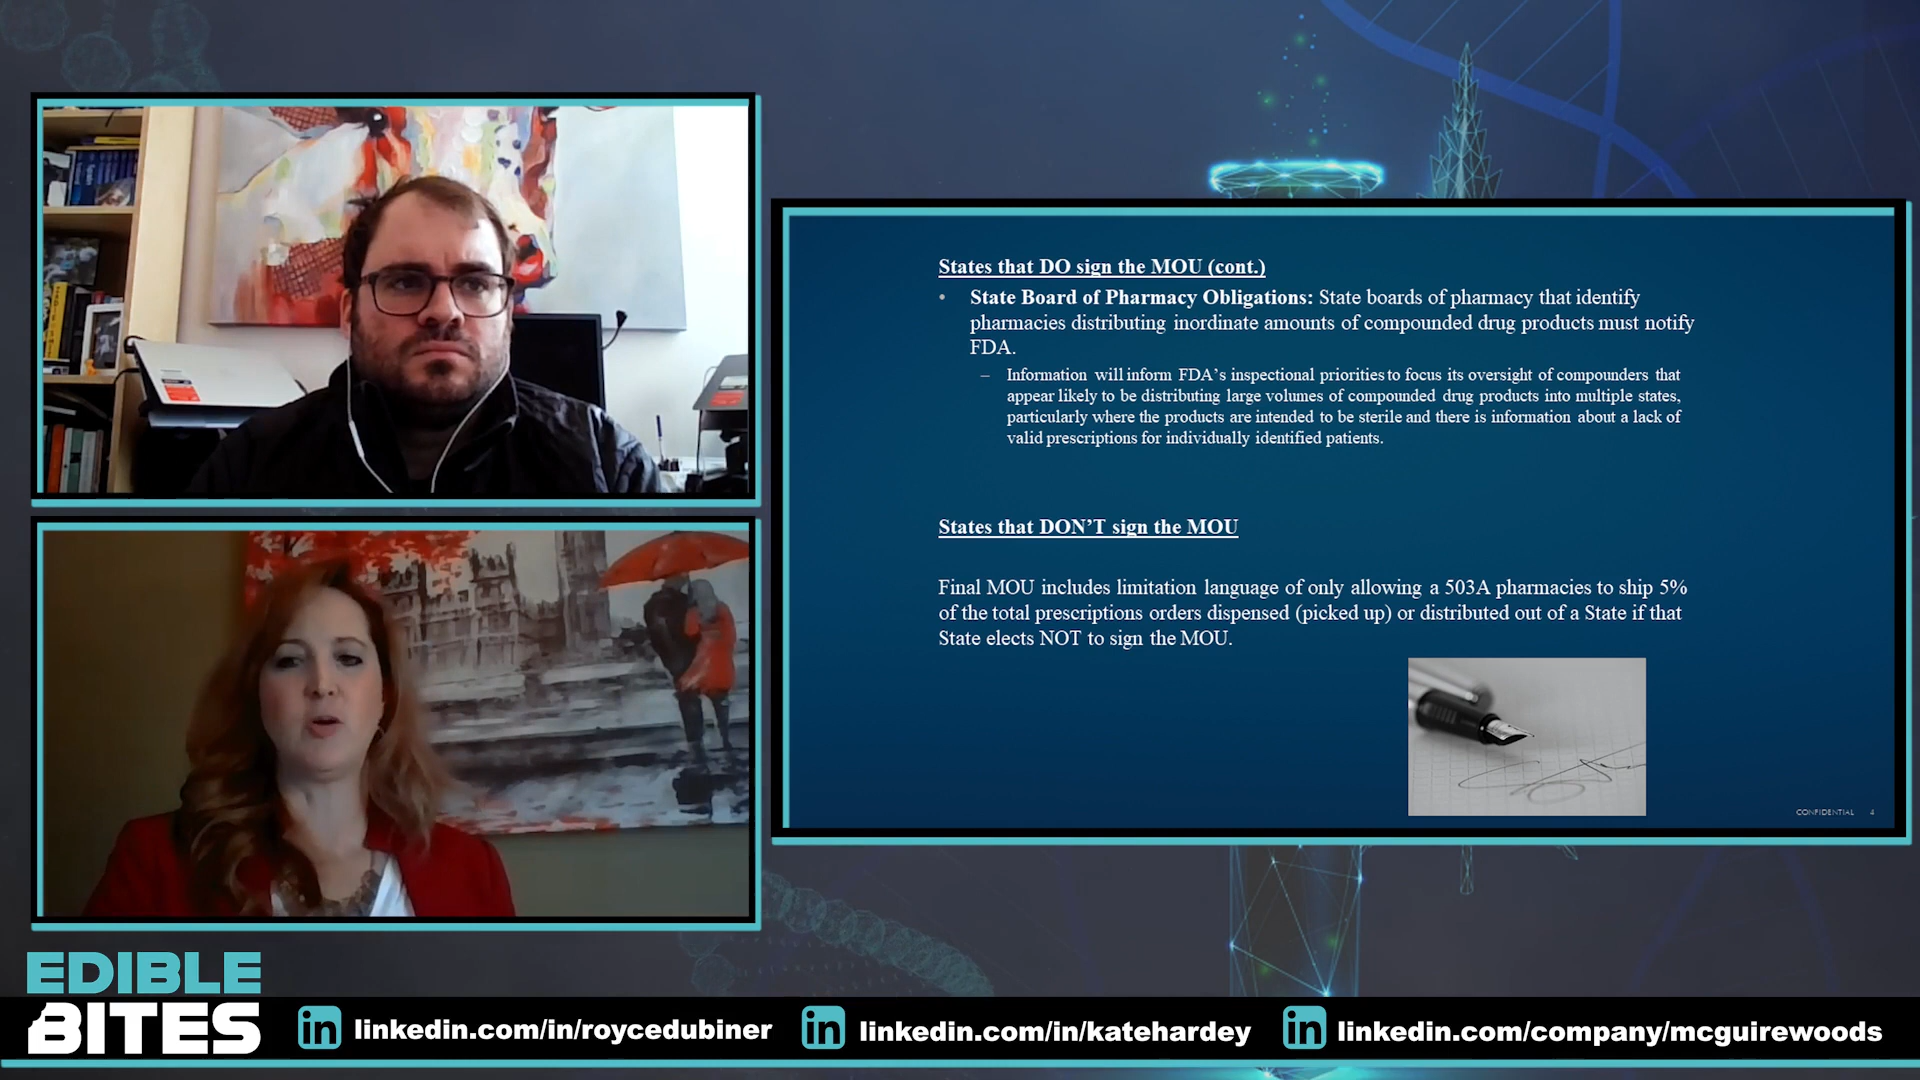 States that DO sign the MOU (cont.)
• State Board of Pharmacy Obligations: State boards of pharmacy that identify
pharmacies distributing inordinate amounts of compounded drug products must notify
FDA.
– Information will inform FDA’s inspectional priorities to focus its oversight of compounders that
appear likely to be distributing large volumes of compounded drug products into multiple states,
particularly where the products are intended to be sterile and there is information about a lack of
valid prescriptions for individually identified patients.
States that DON’T sign the MOU
Final MOU includes limitation language of only allowing a 503A pharmacies to ship 5%
of the total prescriptions orders dispensed (picked up) or distributed out of a State if that
State elects NOT to sign the MOU.
CONFIDENTIAL 4
EDIBLE
BITES
in linkedin.com/in/roycedubiner
in linkedin.com/in/katehardey
in linkedin.com/company/mcguirewoods